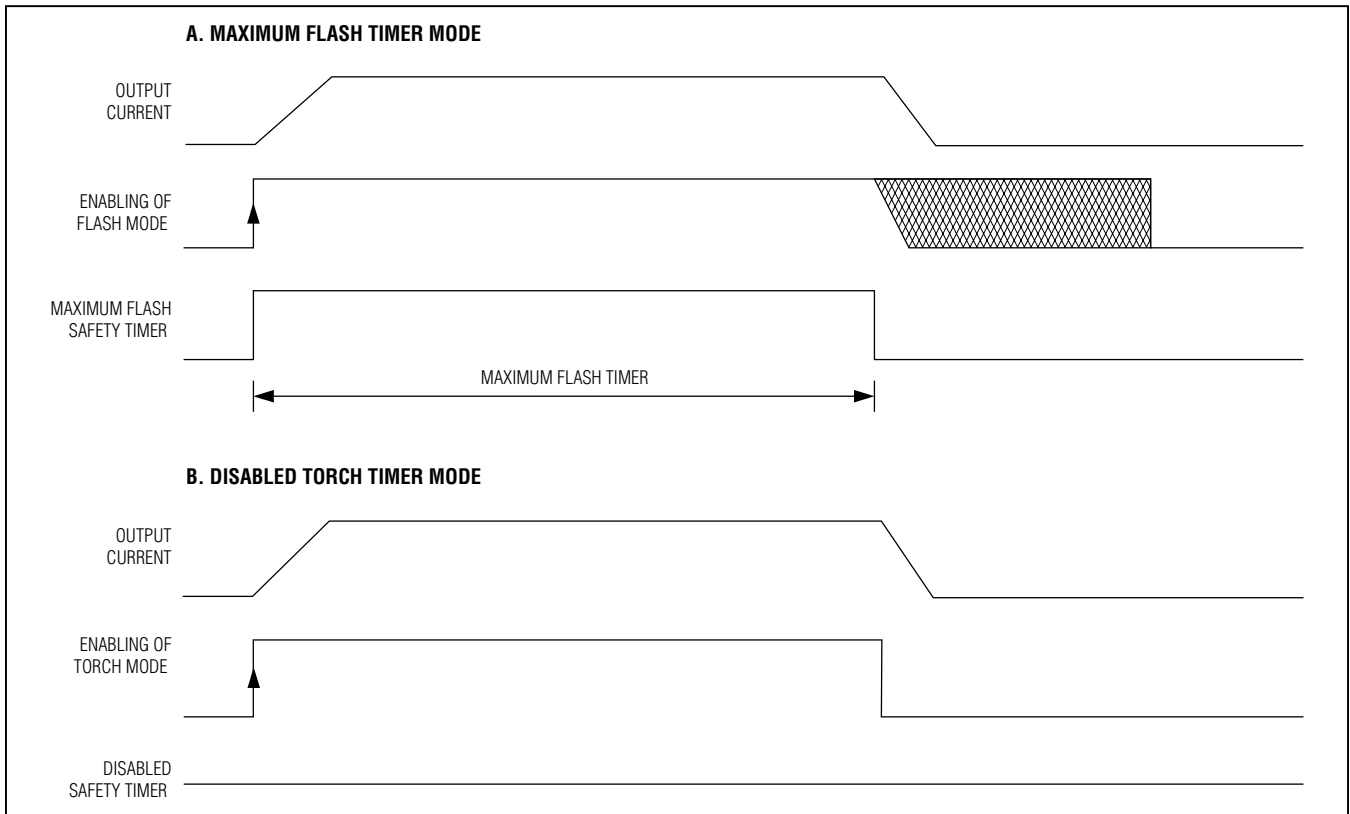 A. MAXIMUM FLASH TIMER MODE
OUTPUT
CURRENT
ENABLING OF
FLASH MODE
MAXIMUM FLASH
SAFETY TIMER
MAXIMUM FLASH TIMER
B. DISABLED TORCH TIMER MODE
OUTPUT
CURRENT
ENABLING OF
TORCH MODE
DISABLED
SAFETY TIMER